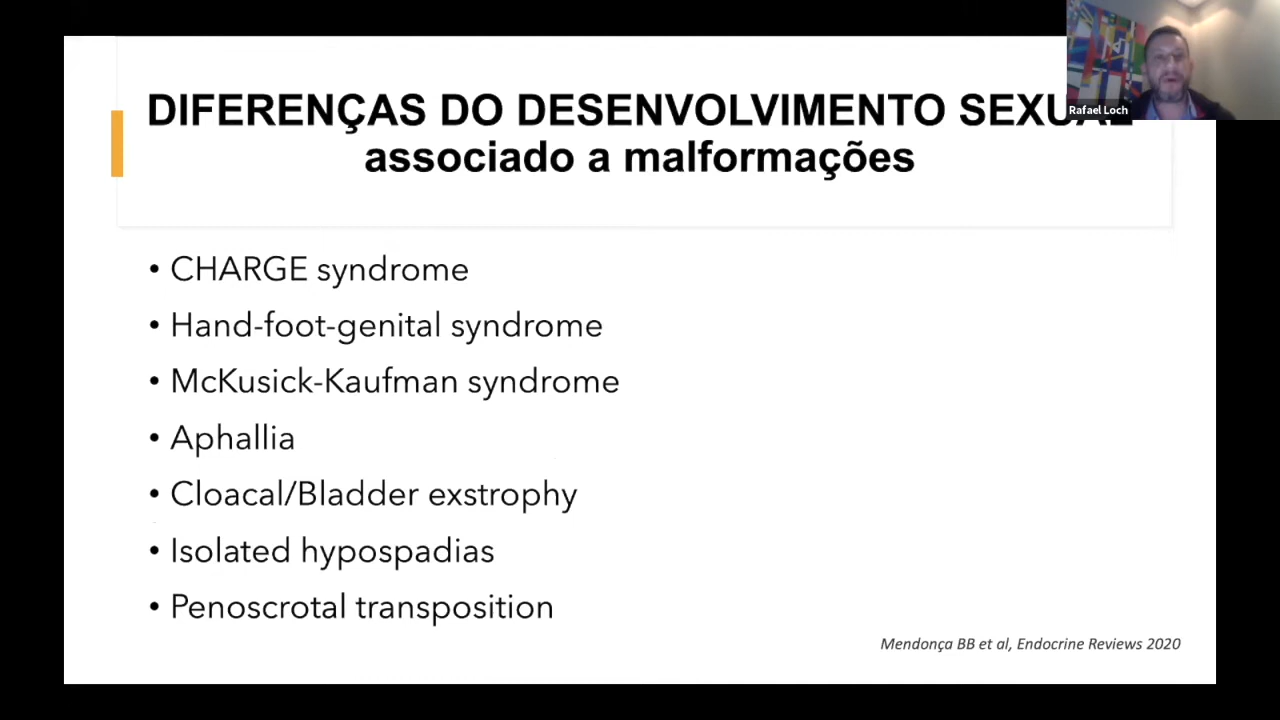 DIFERENÇAS DO DESENVOLVIMENTO SEXUAL
associado a malformações
Rafael Loch
• CHARGE syndrome
• Hand-foot-genital syndrome
• McKusick-Kaufman syndrome
• Aphallia
• Cloacal/Bladder exstrophy
• Isolated hypospadias
• Penoscrotal transposition
Mendonça BB et al, Endocrine Reviews 2020